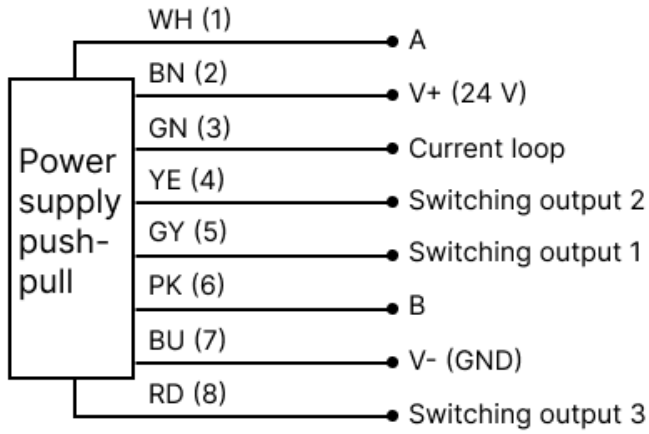 WH (1)
A
BN (2)
V+ (24 V)
GN (3)
Current loop
YE (4)
Switching output 2
GY (5)
Switching output 1
PK (6)
B
BU (7)
V- (GND)
RD (8)
Switching output 3
Power
supply
push-
pull